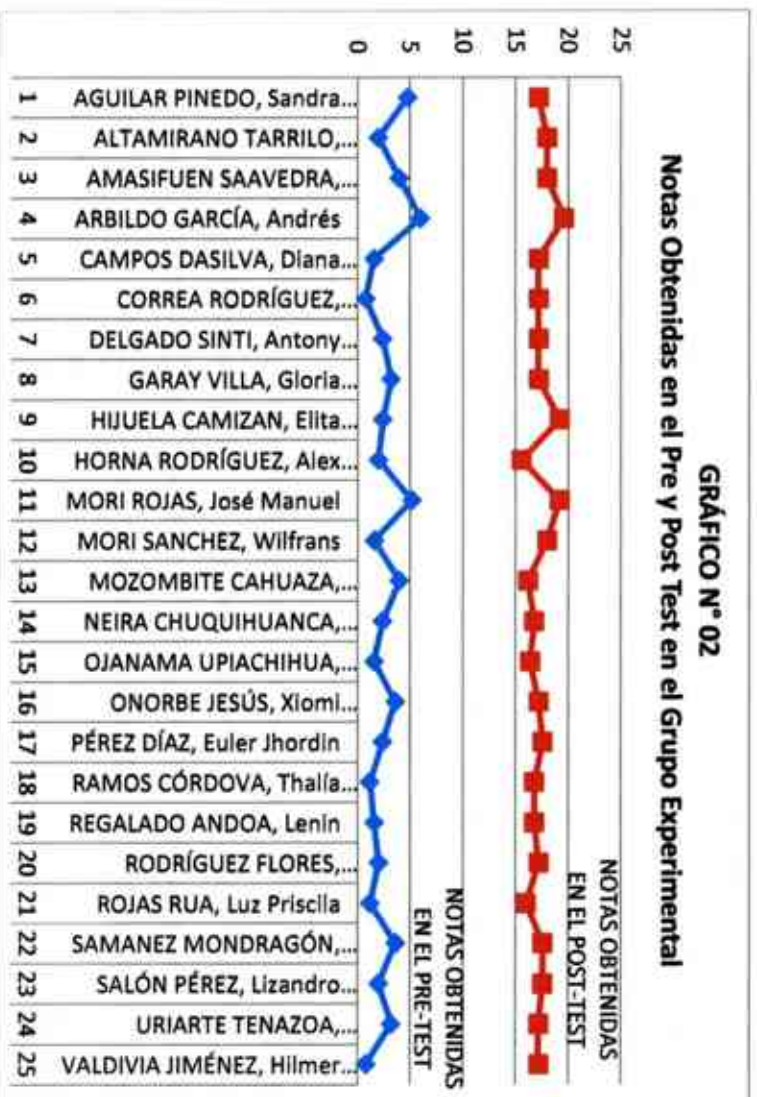 GRÁFICO N° 02
Notas Obtenidas en el Pre y Post Test en el Grupo Experimental
25
20
15
10
5
0
NOTAS OBTENIDAS
EN EL POST-TEST
NOTAS OBTENIDAS
EN EL PRE-TEST
AGUILAR PINEDO, Sandra...
ALTAMIRANO TARRILO,...
AMASIFUEN SAAVEDRA,...
ARBILDO GARCÍA, Andrés
CAMPOS DASILVA, Diana...
CORREA RODRÍGUEZ,...
DELGADO SINTI, Antony...
GARAY VILLA, Gloria...
HIJUELA CAMIZAN, Elita...
HORNA RODRÍGUEZ, Alex...
MORI ROJAS, José Manuel
MORI SANCHEZ, Wilfrans
MOZOMBITE CAHUAZA,...
NEIRA CHUQUIHUANCA,...
OJANAMA UPIACHIHUA,...
ONORBE JESÚS, Xiomi...
PÉREZ DÍAZ, Euler Jhordin
RAMOS CÓRDOVA, Thalía...
REGALADO ANDOA, Lenin
RODRÍGUEZ FLORES,...
ROJAS RUA, Luz Priscila
SAMANEZ MONDRAGÓN,...
SALÓN PÉREZ, Lizandro...
URIARTE TENAZOA,...
VALDIVIA JIMÉNEZ, Hilmer...
1
2
3
4
5
6
7
8
9
10
11
12
13
14
15
16
17
18
19
20
21
22
23
24
25